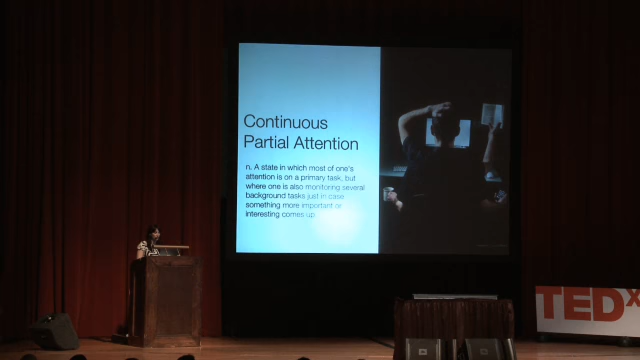 Continuous
Partial Attention
n. A state in which most of one's
attention is on a primary task, but
where one is also monitoring several
background tasks just in case
something more important or
interesting comes up
TEDx